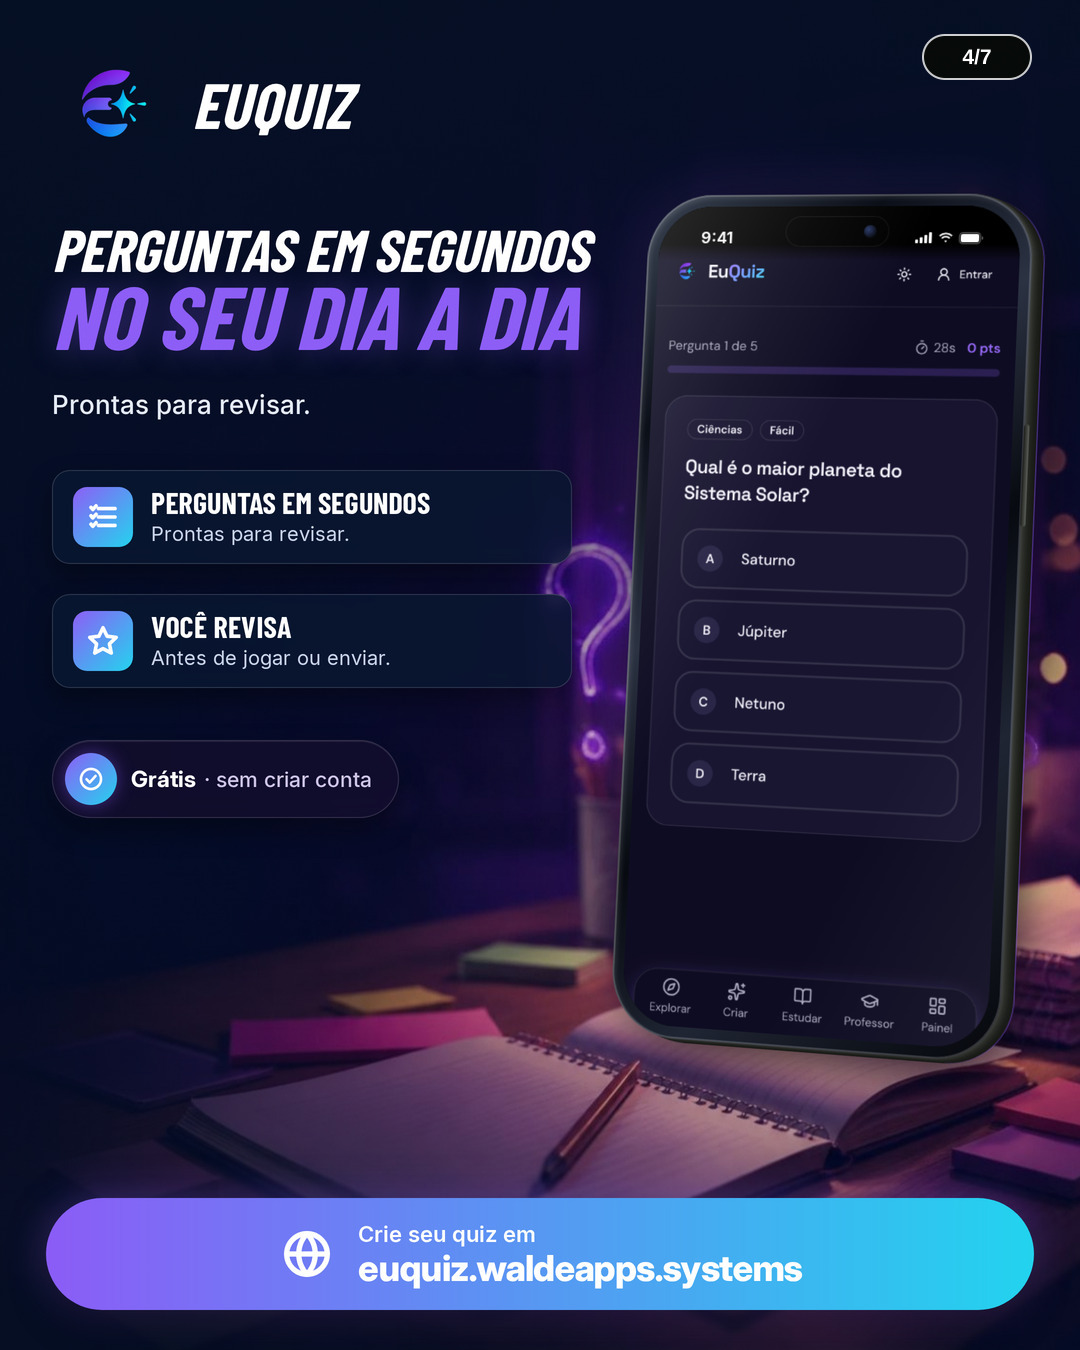 4/7
EUQUIZ
PERGUNTAS EM SEGUNDOS
NO SEU DIA A DIA
Prontas para revisar.
PERGUNTAS EM SEGUNDOS
Prontas para revisar.
VOCÊ REVISA
Antes de jogar ou enviar.
Grátis · sem criar conta
9:41
EuQuiz
Entrar
Pergunta 1 de 5
28s 0 pts
Ciências Fácil
Qual é o maior planeta do
Sistema Solar?
A Saturno
B Júpiter
C Netuno
D Terra
Explorar Criar Estudar Professor Painel
Crie seu quiz em
euquiz.waldeapps.systems